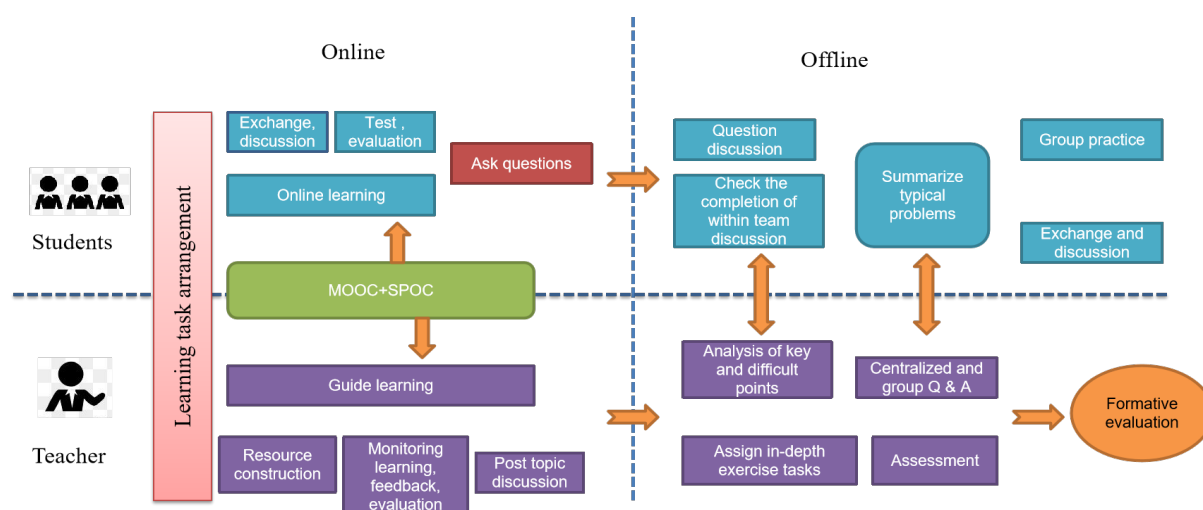 Online
Offline
Exchange,
discussion
Test ,
evaluation
Ask questions
Online learning
Question
discussion
Check the
completion of
within team
discussion
Summarize
typical
problems
Group practice
Exchange and
discussion
Students
Learning task arrangement
MOOC+SPOC
Guide learning
Analysis of key
and difficult
points
Centralized and
group Q & A
Formative
evaluation
Teacher
Resource
construction
Monitoring
learning,
feedback,
evaluation
Post topic
discussion
Assign in-depth
exercise tasks
Assessment